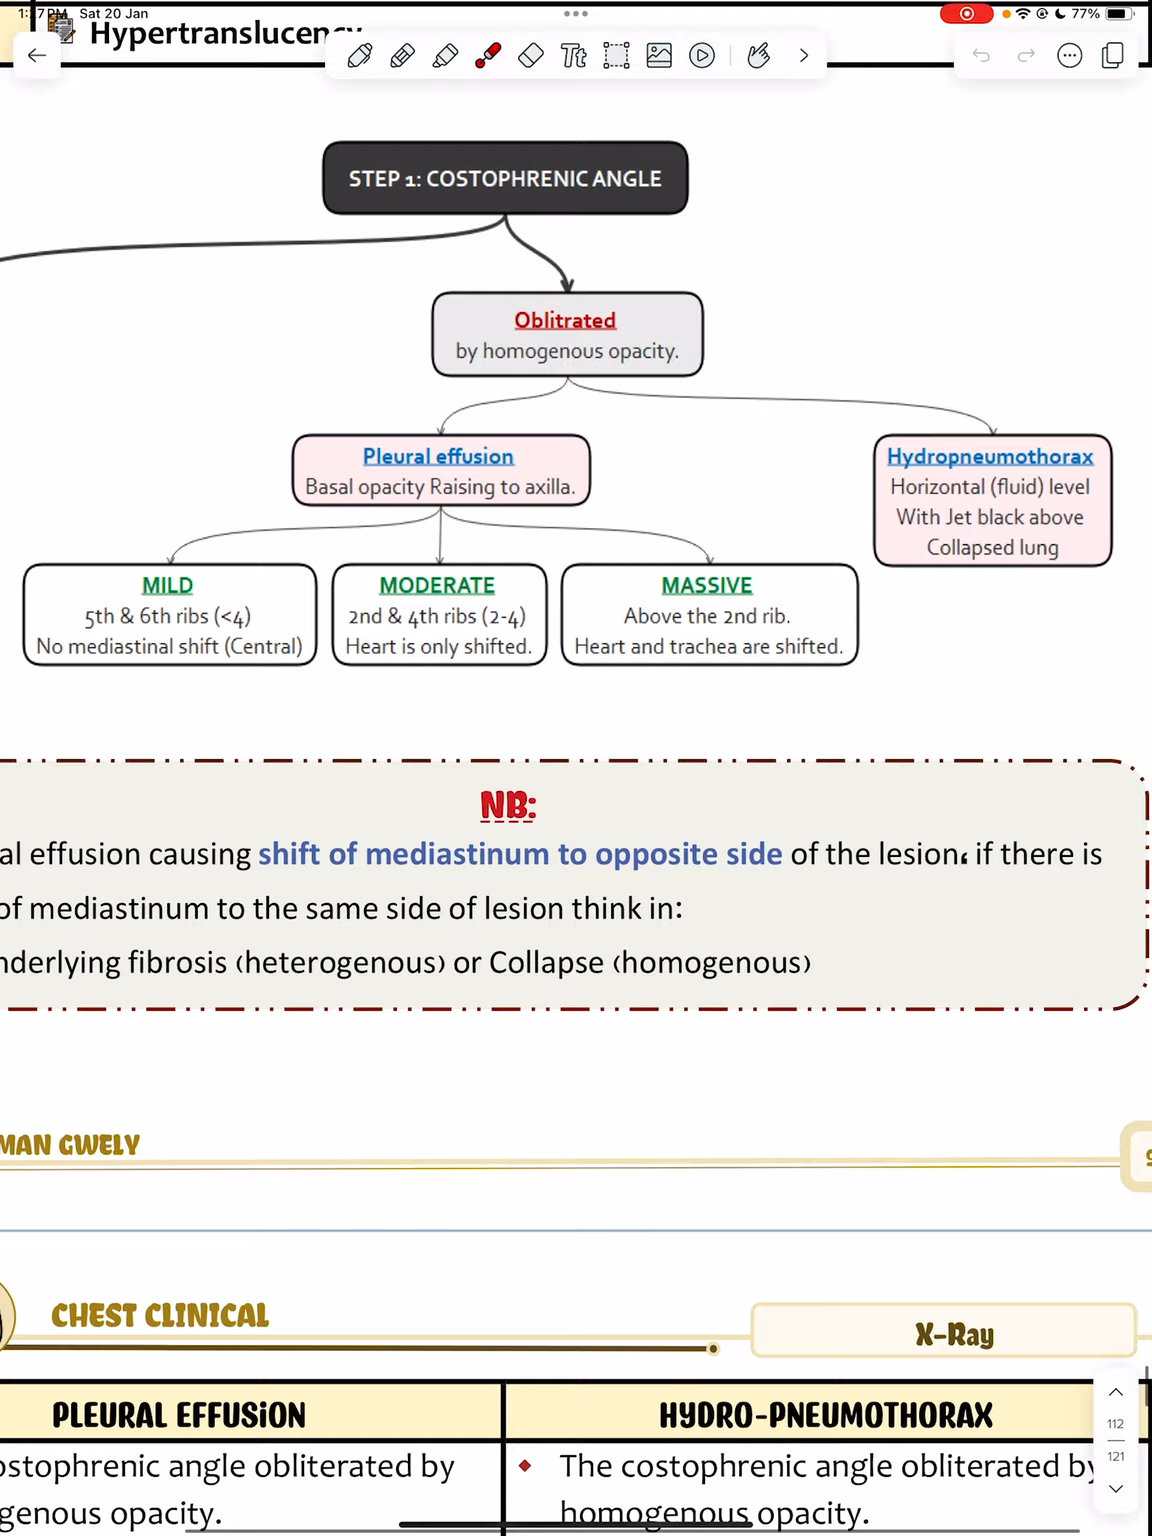 1:27PM Sat 20 Jan
77%
Hypertranslucency
Tt
STEP 1: COSTOPHRENIC ANGLE
Oblitrated
by homogenous opacity.
Pleural effusion
Basal opacity Raising to axilla.
Hydropneumothorax
Horizontal (fluid) level
With Jet black above
Collapsed lung
MILD
5th & 6th ribs (<4)
No mediastinal shift (Central)
MODERATE
2nd & 4th ribs (2-4)
Heart is only shifted.
MASSIVE
Above the 2nd rib.
Heart and trachea are shifted.
NB:
al effusion causing shift of mediastinum to opposite side of the lesion، if there is
of mediastinum to the same side of lesion think in:
nderlying fibrosis (heterogenous) or Collapse (homogenous)
MAN GWELY
CHEST CLINICAL
X-Ray
PLEURAL EFFUSION
HYDRO-PNEUMOTHORAX
112
121
ostophrenic angle obliterated by
genous opacity.
The costophrenic angle obliterated by
homogenous opacity.